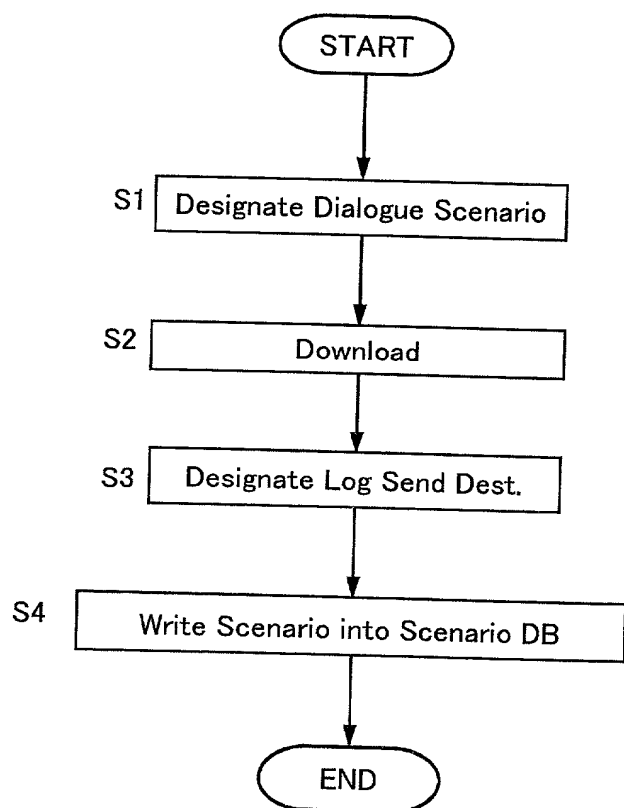 START
S1 Designate Dialogue Scenario
S2 Download
S3 Designate Log Send Dest.
S4 Write Scenario into Scenario DB
END